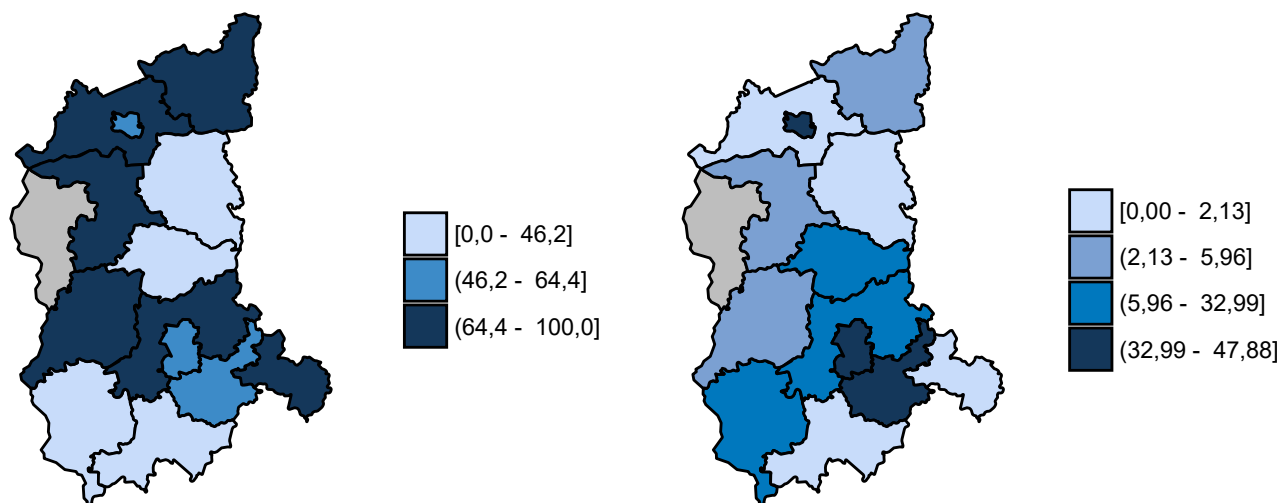 [0,0 - 46,2]
(46,2 - 64,4]
(64,4 - 100,0]
[0,00 - 2,13]
(2,13 - 5,96]
(5,96 - 32,99]
(32,99 - 47,88]